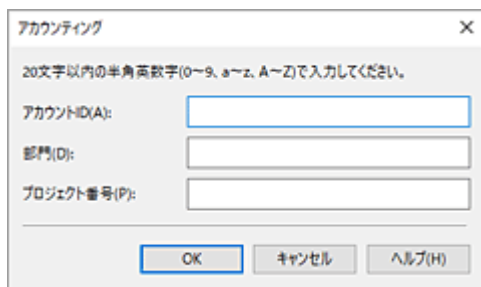 アカウンティング
20文字以内の半角英数字(0～9、a～z、A～Z)で入力してください。
アカウントID(A):
部門(D):
プロジェクト番号(P):
OK キャンセル ヘルプ(H)